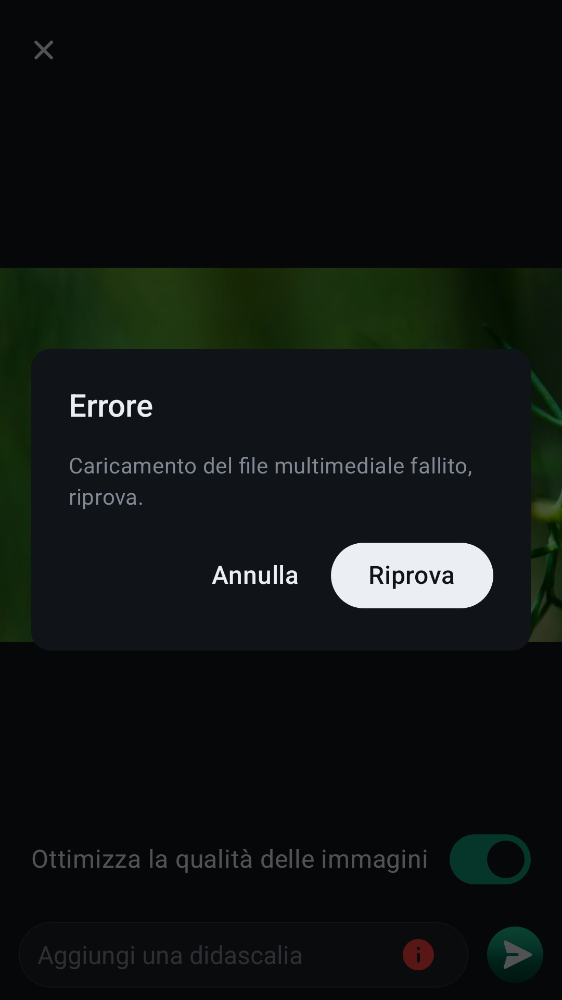 Errore
Caricamento del file multimediale fallito,
riprova.
Annulla
Riprova
Ottimizza la qualità delle immagini
Aggiungi una didascalia